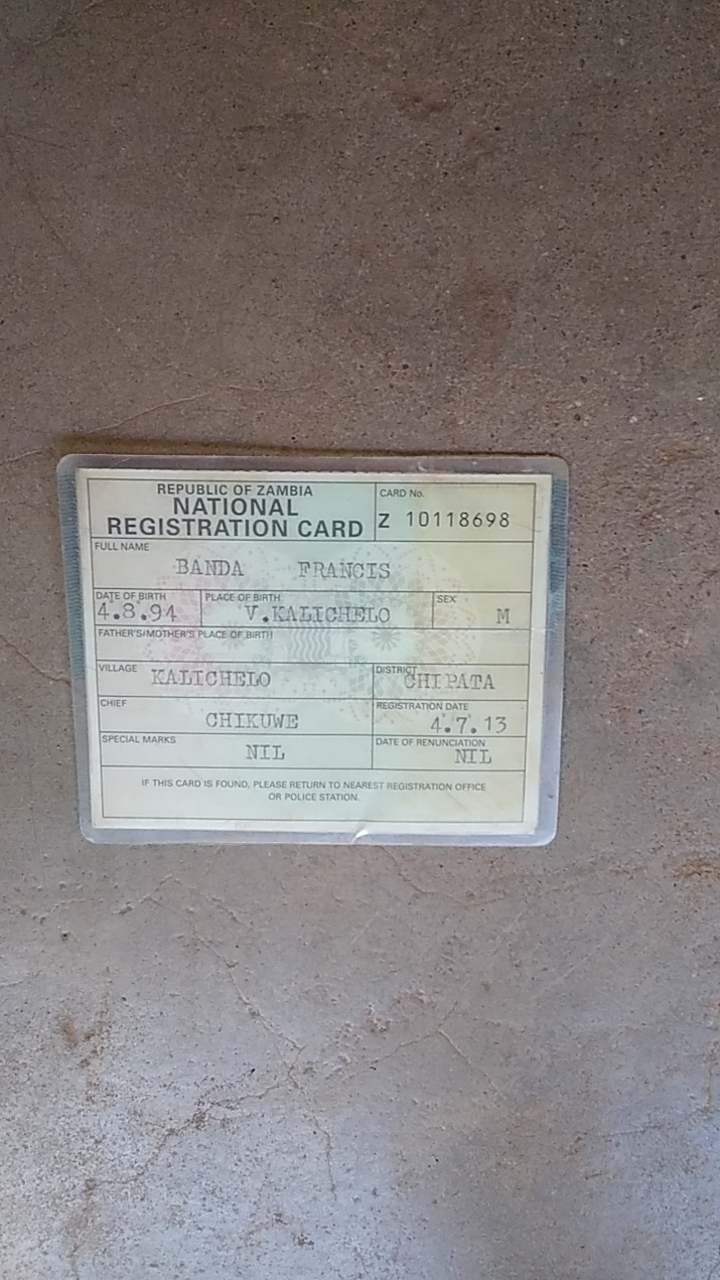 REPUBLIC OF ZAMBIA
NATIONAL
REGISTRATION CARD
CARD No.
Z 10118698
FULL NAME
BANDA FRANCIS
DATE OF BIRTH
4.8.94
PLACE OF BIRTH
V.KALICHELO
SEX
M
FATHER'S/MOTHER'S PLACE OF BIRTH
VILLAGE
KALICHELO
DISTRICT
CHIPATA
CHIEF
CHIKUWE
REGISTRATION DATE
4.7.13
SPECIAL MARKS
NIL
DATE OF RENUNCIATION
NIL
IF THIS CARD IS FOUND, PLEASE RETURN TO NEAREST REGISTRATION OFFICE
OR POLICE STATION.